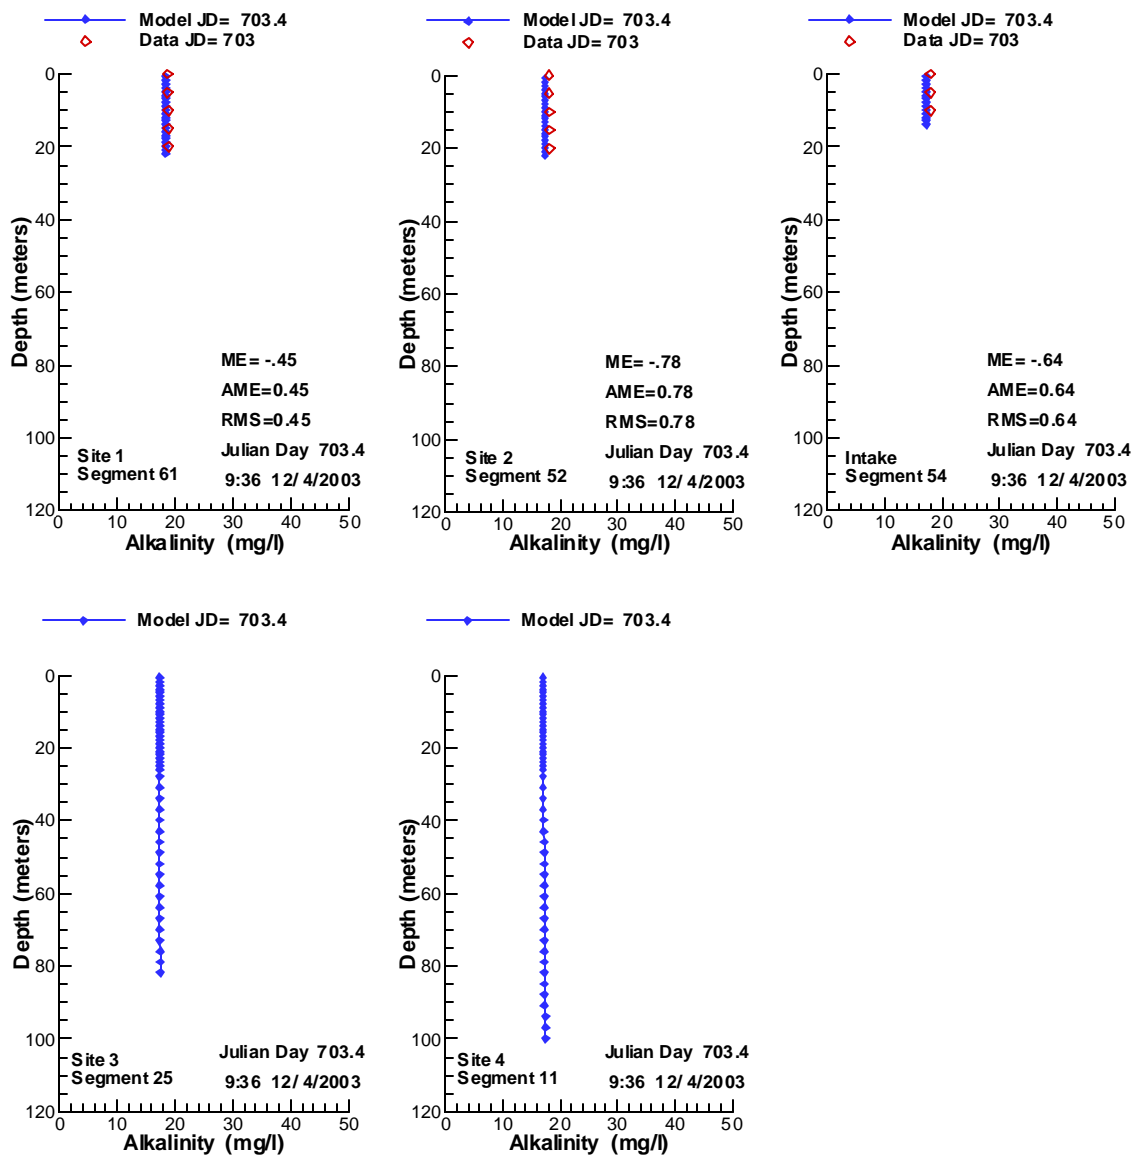 Model JD= 703.4
Data JD= 703
0
20
40
60
80
100
120
Depth (meters)
ME= -.45
AME=0.45
RMS=0.45
Julian Day 703.4
9:36 12/4/2003
Site 1
Segment 61
0 10 20 30 40 50
Alkalinity (mg/l)
Model JD= 703.4
Data JD= 703
0
20
40
60
80
100
120
Depth (meters)
ME= -.78
AME=0.78
RMS=0.78
Julian Day 703.4
9:36 12/4/2003
Site 2
Segment 52
0 10 20 30 40 50
Alkalinity (mg/l)
Model JD= 703.4
Data JD= 703
0
20
40
60
80
100
120
Depth (meters)
ME= -.64
AME=0.64
RMS=0.64
Julian Day 703.4
9:36 12/4/2003
Intake
Segment 54
0 10 20 30 40 50
Alkalinity (mg/l)
Model JD= 703.4
0
20
40
60
80
100
120
Depth (meters)
Julian Day 703.4
9:36 12/4/2003
Site 3
Segment 25
0 10 20 30 40 50
Alkalinity (mg/l)
Model JD= 703.4
0
20
40
60
80
100
120
Depth (meters)
Julian Day 703.4
9:36 12/4/2003
Site 4
Segment 11
0 10 20 30 40 50
Alkalinity (mg/l)